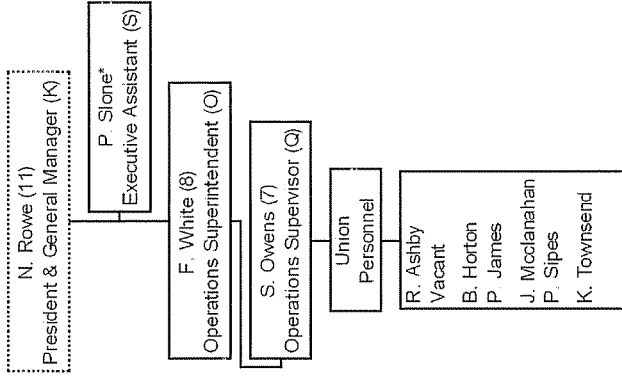 N. Rowe (11)
President & General Manager (K)
P. Slone*
Executive Assistant (S)
F. White (8)
Operations Superintendent (O)
S. Owens (7)
Operations Supervisor (Q)
Union
Personnel
R. Ashby
Vacant
B. Horton
P. James
J. Mcclanahan
P. Sipes
K. Townsend